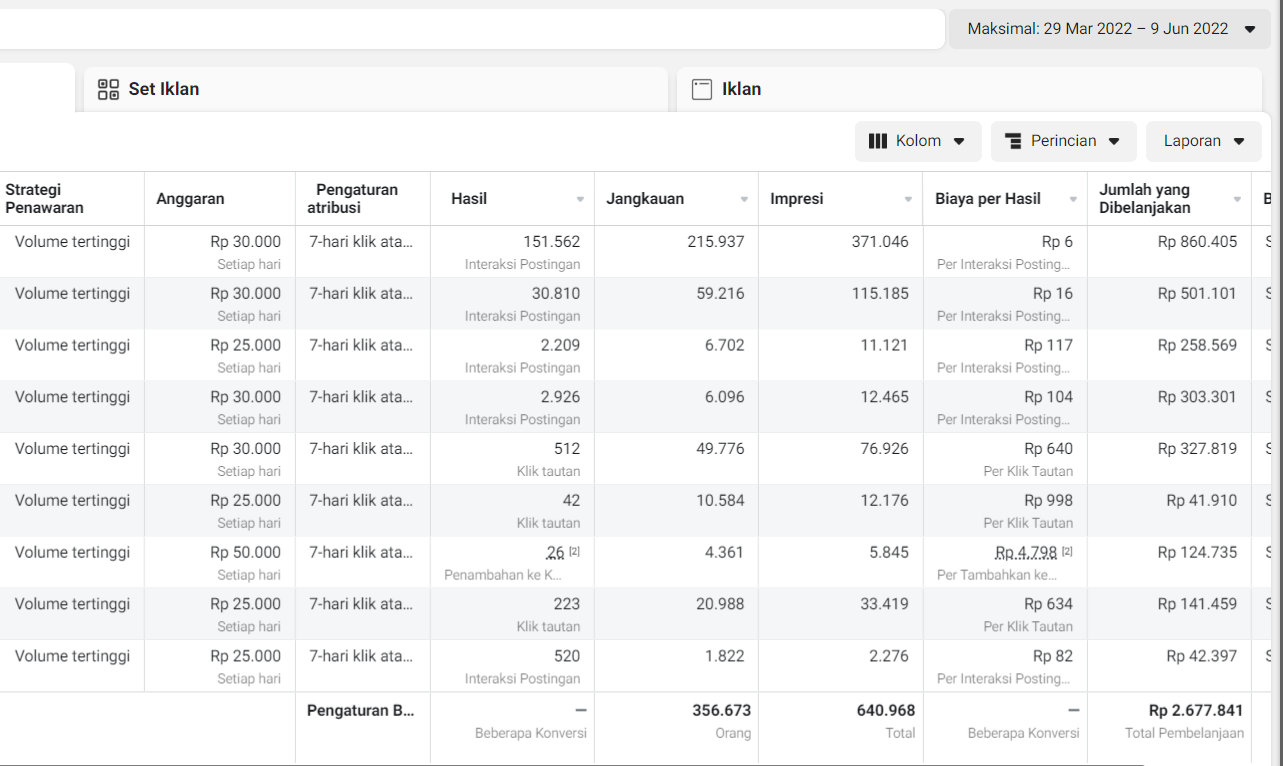 Maksimal: 29 Mar 2022 – 9 Jun 2022
Set Iklan
Iklan
Kolom
Perincian
Laporan
Strategi Penawaran
Anggaran
Pengaturan atribusi
Hasil
Jangkauan
Impresi
Biaya per Hasil
Jumlah yang Dibelanjakan
Volume tertinggi Rp 30.000 7-hari klik ata... 151.562 215.937 371.046 Rp 6 Rp 860.405
Setiap hari Interaksi Postingan Per Interaksi Posting...
Volume tertinggi Rp 30.000 7-hari klik ata... 30.810 59.216 115.185 Rp 16 Rp 501.101
Setiap hari Interaksi Postingan Per Interaksi Posting...
Volume tertinggi Rp 25.000 7-hari klik ata... 2.209 6.702 11.121 Rp 117 Rp 258.569
Setiap hari Interaksi Postingan Per Interaksi Posting...
Volume tertinggi Rp 30.000 7-hari klik ata... 2.926 6.096 12.465 Rp 104 Rp 303.301
Setiap hari Interaksi Postingan Per Interaksi Posting...
Volume tertinggi Rp 30.000 7-hari klik ata... 512 49.776 76.926 Rp 640 Rp 327.819
Setiap hari Klik tautan Per Klik Tautan
Volume tertinggi Rp 25.000 7-hari klik ata... 42 10.584 12.176 Rp 998 Rp 41.910
Setiap hari Klik tautan Per Klik Tautan
Volume tertinggi Rp 50.000 7-hari klik ata... 26 [2] 4.361 5.845 Rp 4.798 [2] Rp 124.735
Setiap hari Penambahan ke K... Per Tambahkan ke...
Volume tertinggi Rp 25.000 7-hari klik ata... 223 20.988 33.419 Rp 634 Rp 141.459
Setiap hari Klik tautan Per Klik Tautan
Volume tertinggi Rp 25.000 7-hari klik ata... 520 1.822 2.276 Rp 82 Rp 42.397
Setiap hari Interaksi Postingan Per Interaksi Posting...
Pengaturan B... — 356.673 640.968 — Rp 2.677.841
Beberapa Konversi Orang Total Beberapa Konversi Total Pembelanjaan